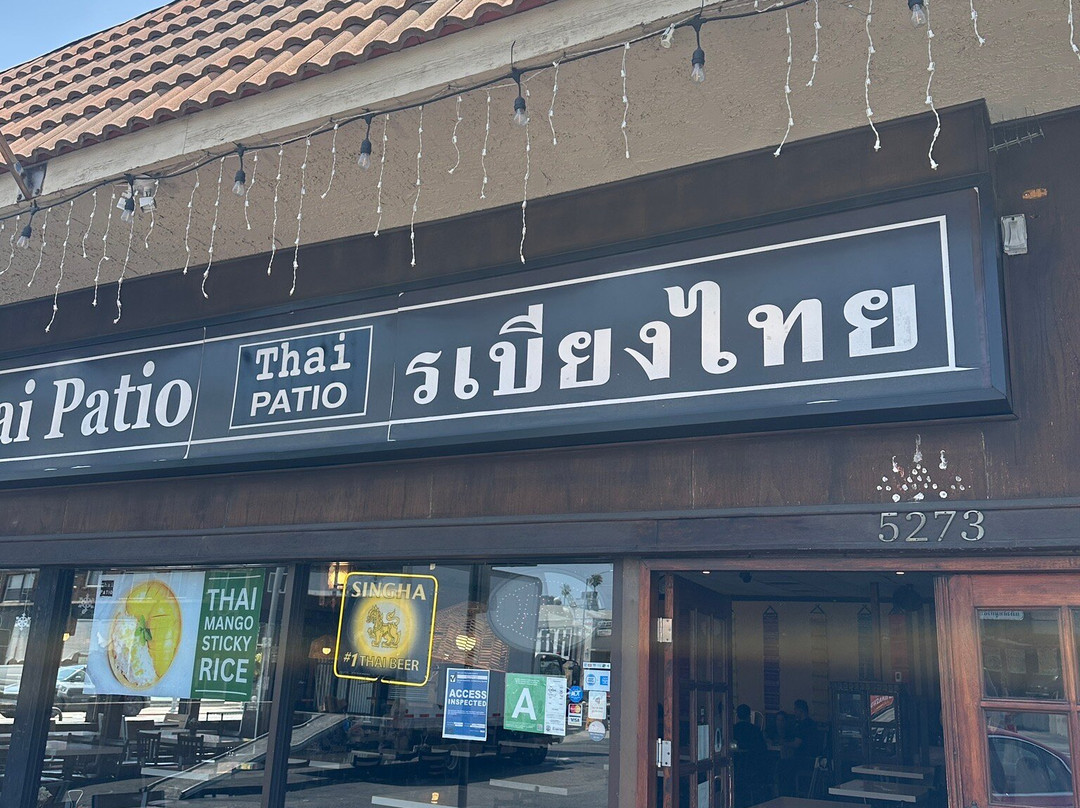 ai Patio
Thai
PATIO
รเบียงไทย
5273
THAI
MANGO
STICKY
RICE
SINGHA
#1 THAI BEER
ACCESS
INSPECTED
A
VISA